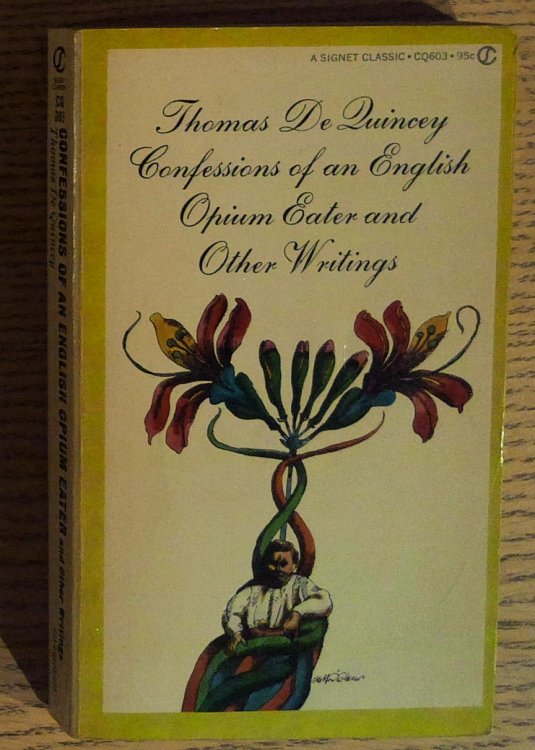 A SIGNET CLASSIC • CQ603 • 95c
Thomas De Quincey
Confessions of an English
Opium Eater and
Other Writings
CONFESSIONS OF AN ENGLISH OPIUM EATER and Other Writings
Thomas De Quincey